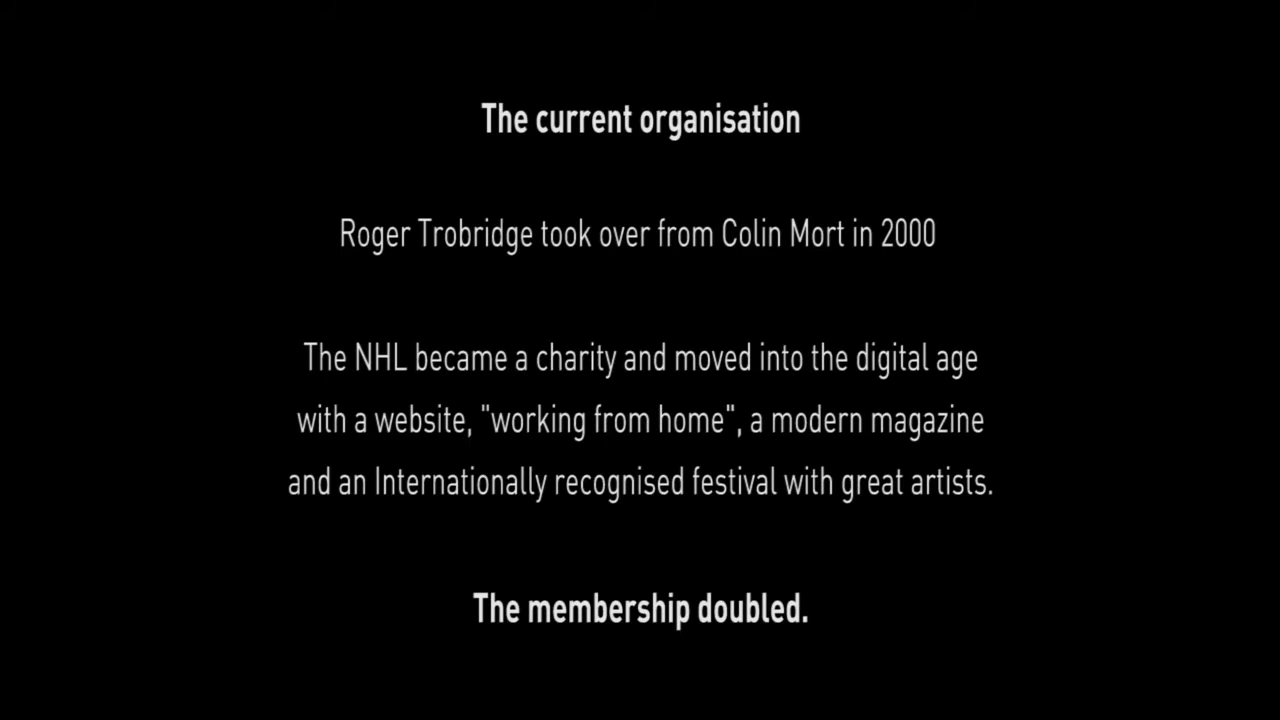 The current organisation
Roger Trobridge took over from Colin Mort in 2000
The NHL became a charity and moved into the digital age
with a website, "working from home", a modern magazine
and an Internationally recognised festival with great artists.
The membership doubled.